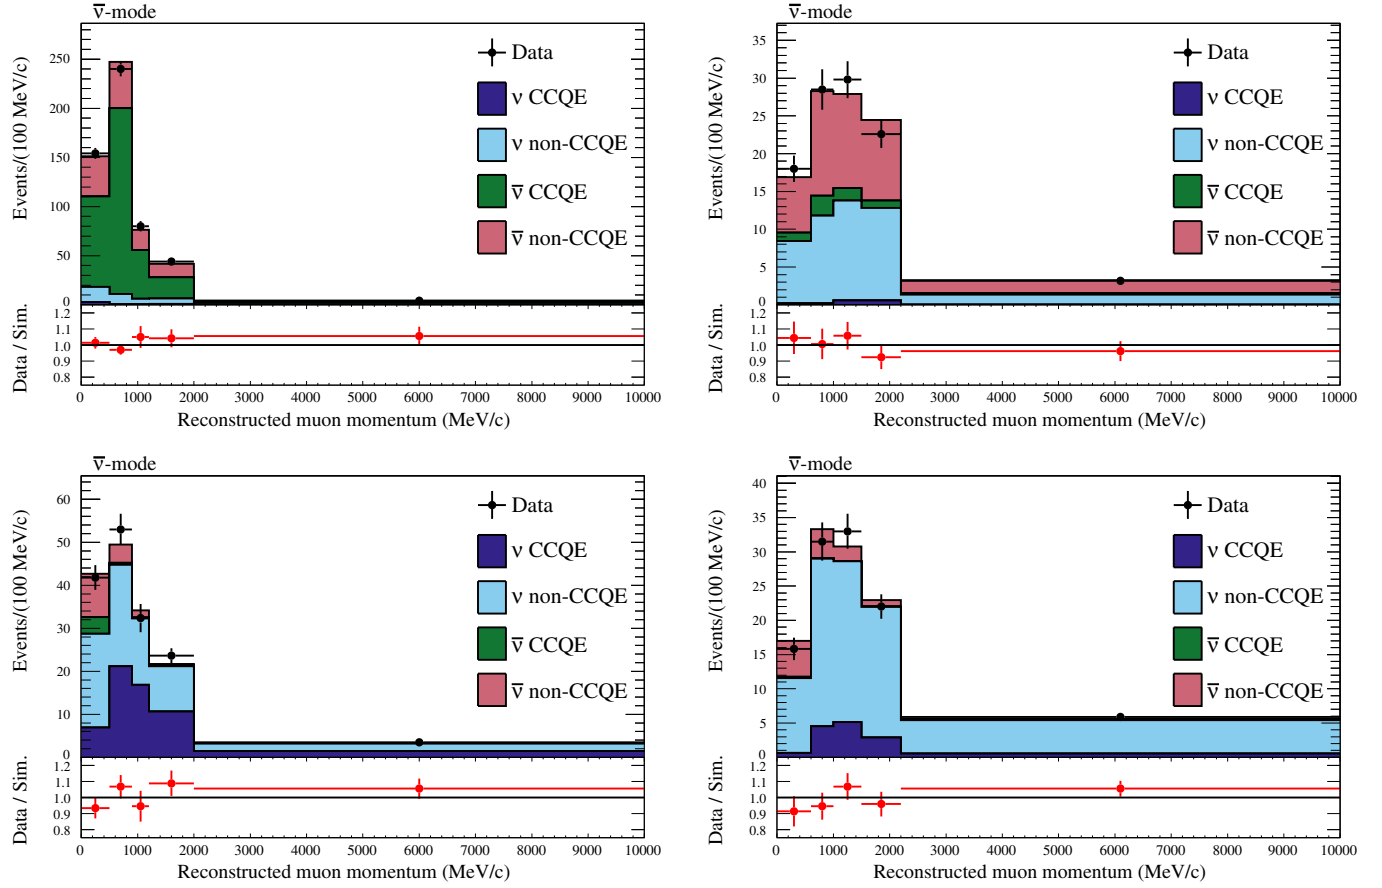 ν̅-mode
Events/(100 MeV/c)
250
200
150
100
50
0
Data
ν CCQE
ν non-CCQE
ν̅ CCQE
ν̅ non-CCQE
Data / Sim.
1.2
1.1
1.0
0.9
0.8
0 1000 2000 3000 4000 5000 6000 7000 8000 9000 10000
Reconstructed muon momentum (MeV/c)
ν̅-mode
Events/(100 MeV/c)
35
30
25
20
15
10
5
0
Data
ν CCQE
ν non-CCQE
ν̅ CCQE
ν̅ non-CCQE
Data / Sim.
1.2
1.1
1.0
0.9
0.8
0 1000 2000 3000 4000 5000 6000 7000 8000 9000 10000
Reconstructed muon momentum (MeV/c)
ν̅-mode
Events/(100 MeV/c)
60
50
40
30
20
10
0
Data
ν CCQE
ν non-CCQE
ν̅ CCQE
ν̅ non-CCQE
Data / Sim.
1.2
1.1
1.0
0.9
0.8
0 1000 2000 3000 4000 5000 6000 7000 8000 9000 10000
Reconstructed muon momentum (MeV/c)
ν̅-mode
Events/(100 MeV/c)
40
35
30
25
20
15
10
5
0
Data
ν CCQE
ν non-CCQE
ν̅ CCQE
ν̅ non-CCQE
Data / Sim.
1.2
1.1
1.0
0.9
0.8
0 1000 2000 3000 4000 5000 6000 7000 8000 9000 10000
Reconstructed muon momentum (MeV/c)